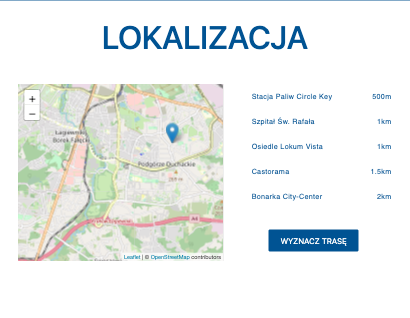 LOKALIZACJA
+
−
Łagiewniki-
Borek Fałęcki
Podgórze Duchackie
Leaflet | © OpenStreetMap contributors
Stacja Paliw Circle Key 500m
Szpitał Św. Rafała 1km
Osiedle Lokum Vista 1km
Castorama 1.5km
Bonarka City-Center 2km
WYZNACZ TRASĘ